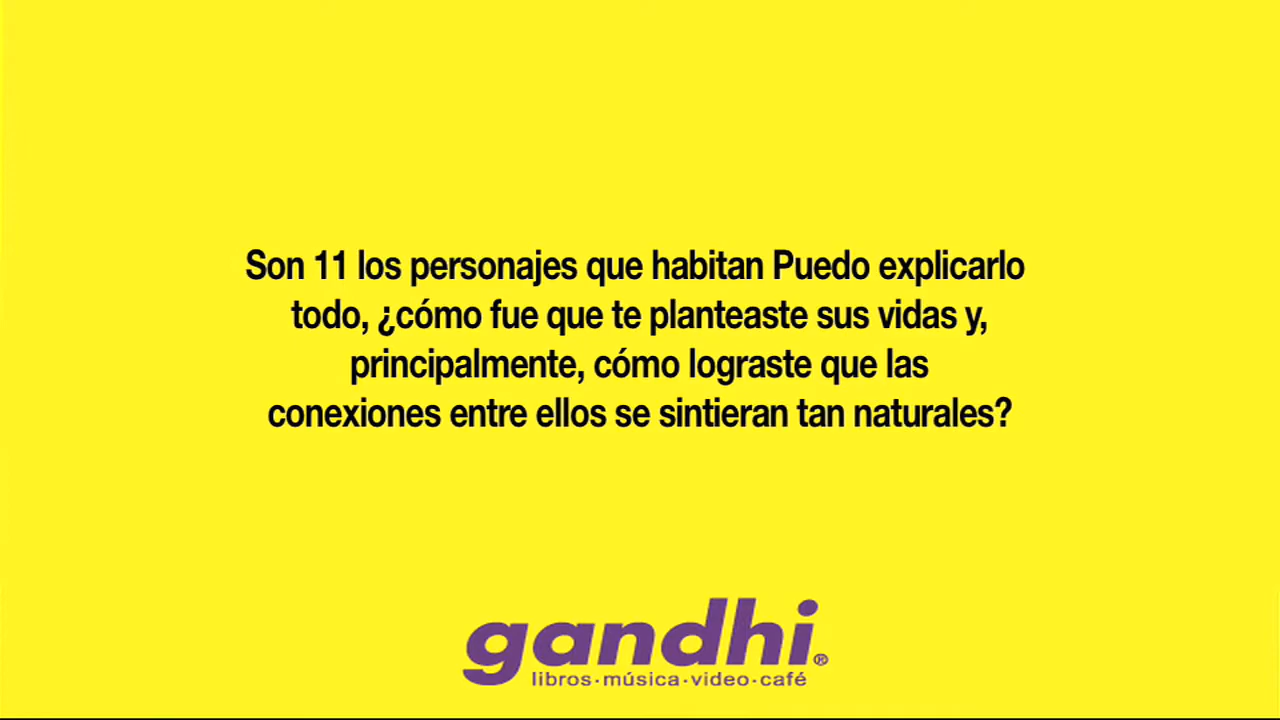 Son 11 los personajes que habitan Puedo explicarlo
todo, ¿cómo fue que te planteaste sus vidas y,
principalmente, cómo lograste que las
conexiones entre ellos se sintieran tan naturales?
gandhi®
libros·música·video·café